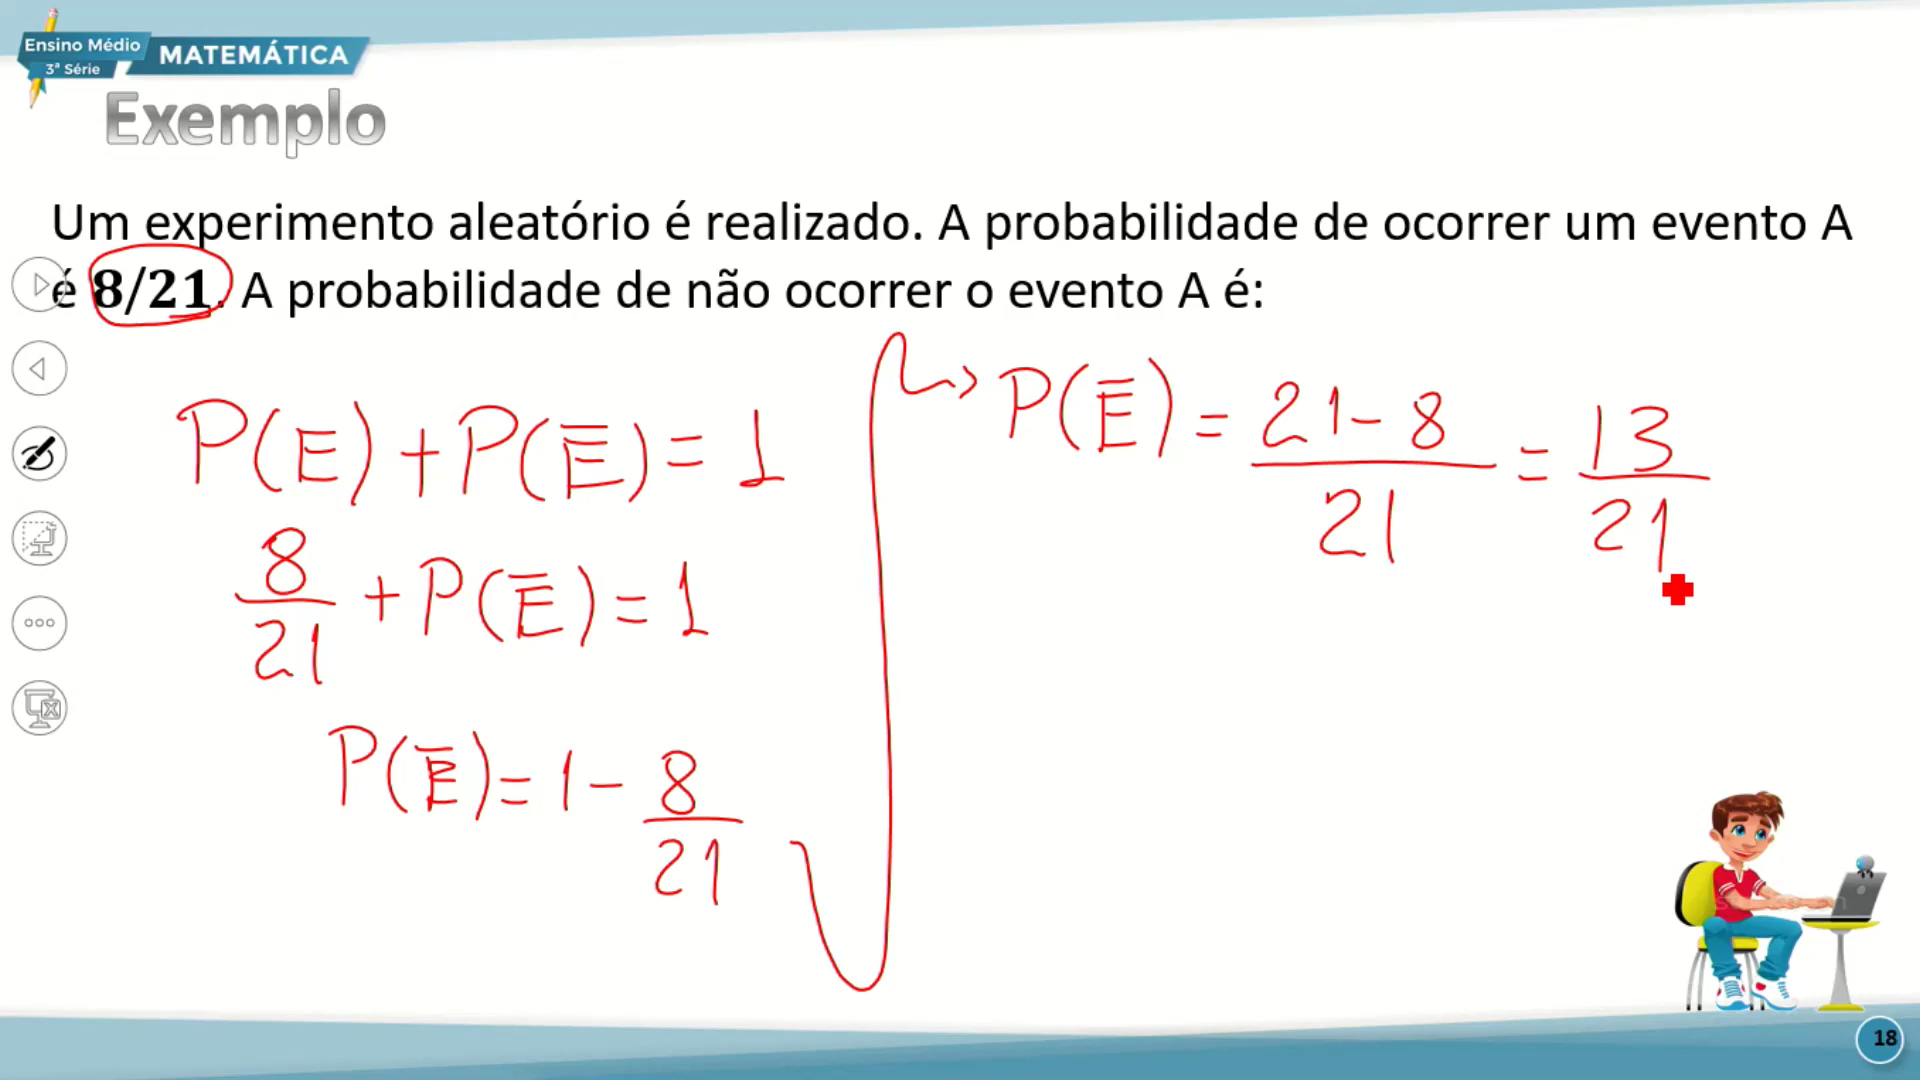 Ensino Médio
3ª Série
MATEMÁTICA
Exemplo
Um experimento aleatório é realizado. A probabilidade de ocorrer um evento A
é 8/21. A probabilidade de não ocorrer o evento A é:
P(E) + P(E̅) = 1
8/21 + P(E̅) = 1
P(E̅) = 1 - 8/21
P(E̅) = 21-8/21 = 13/21
18